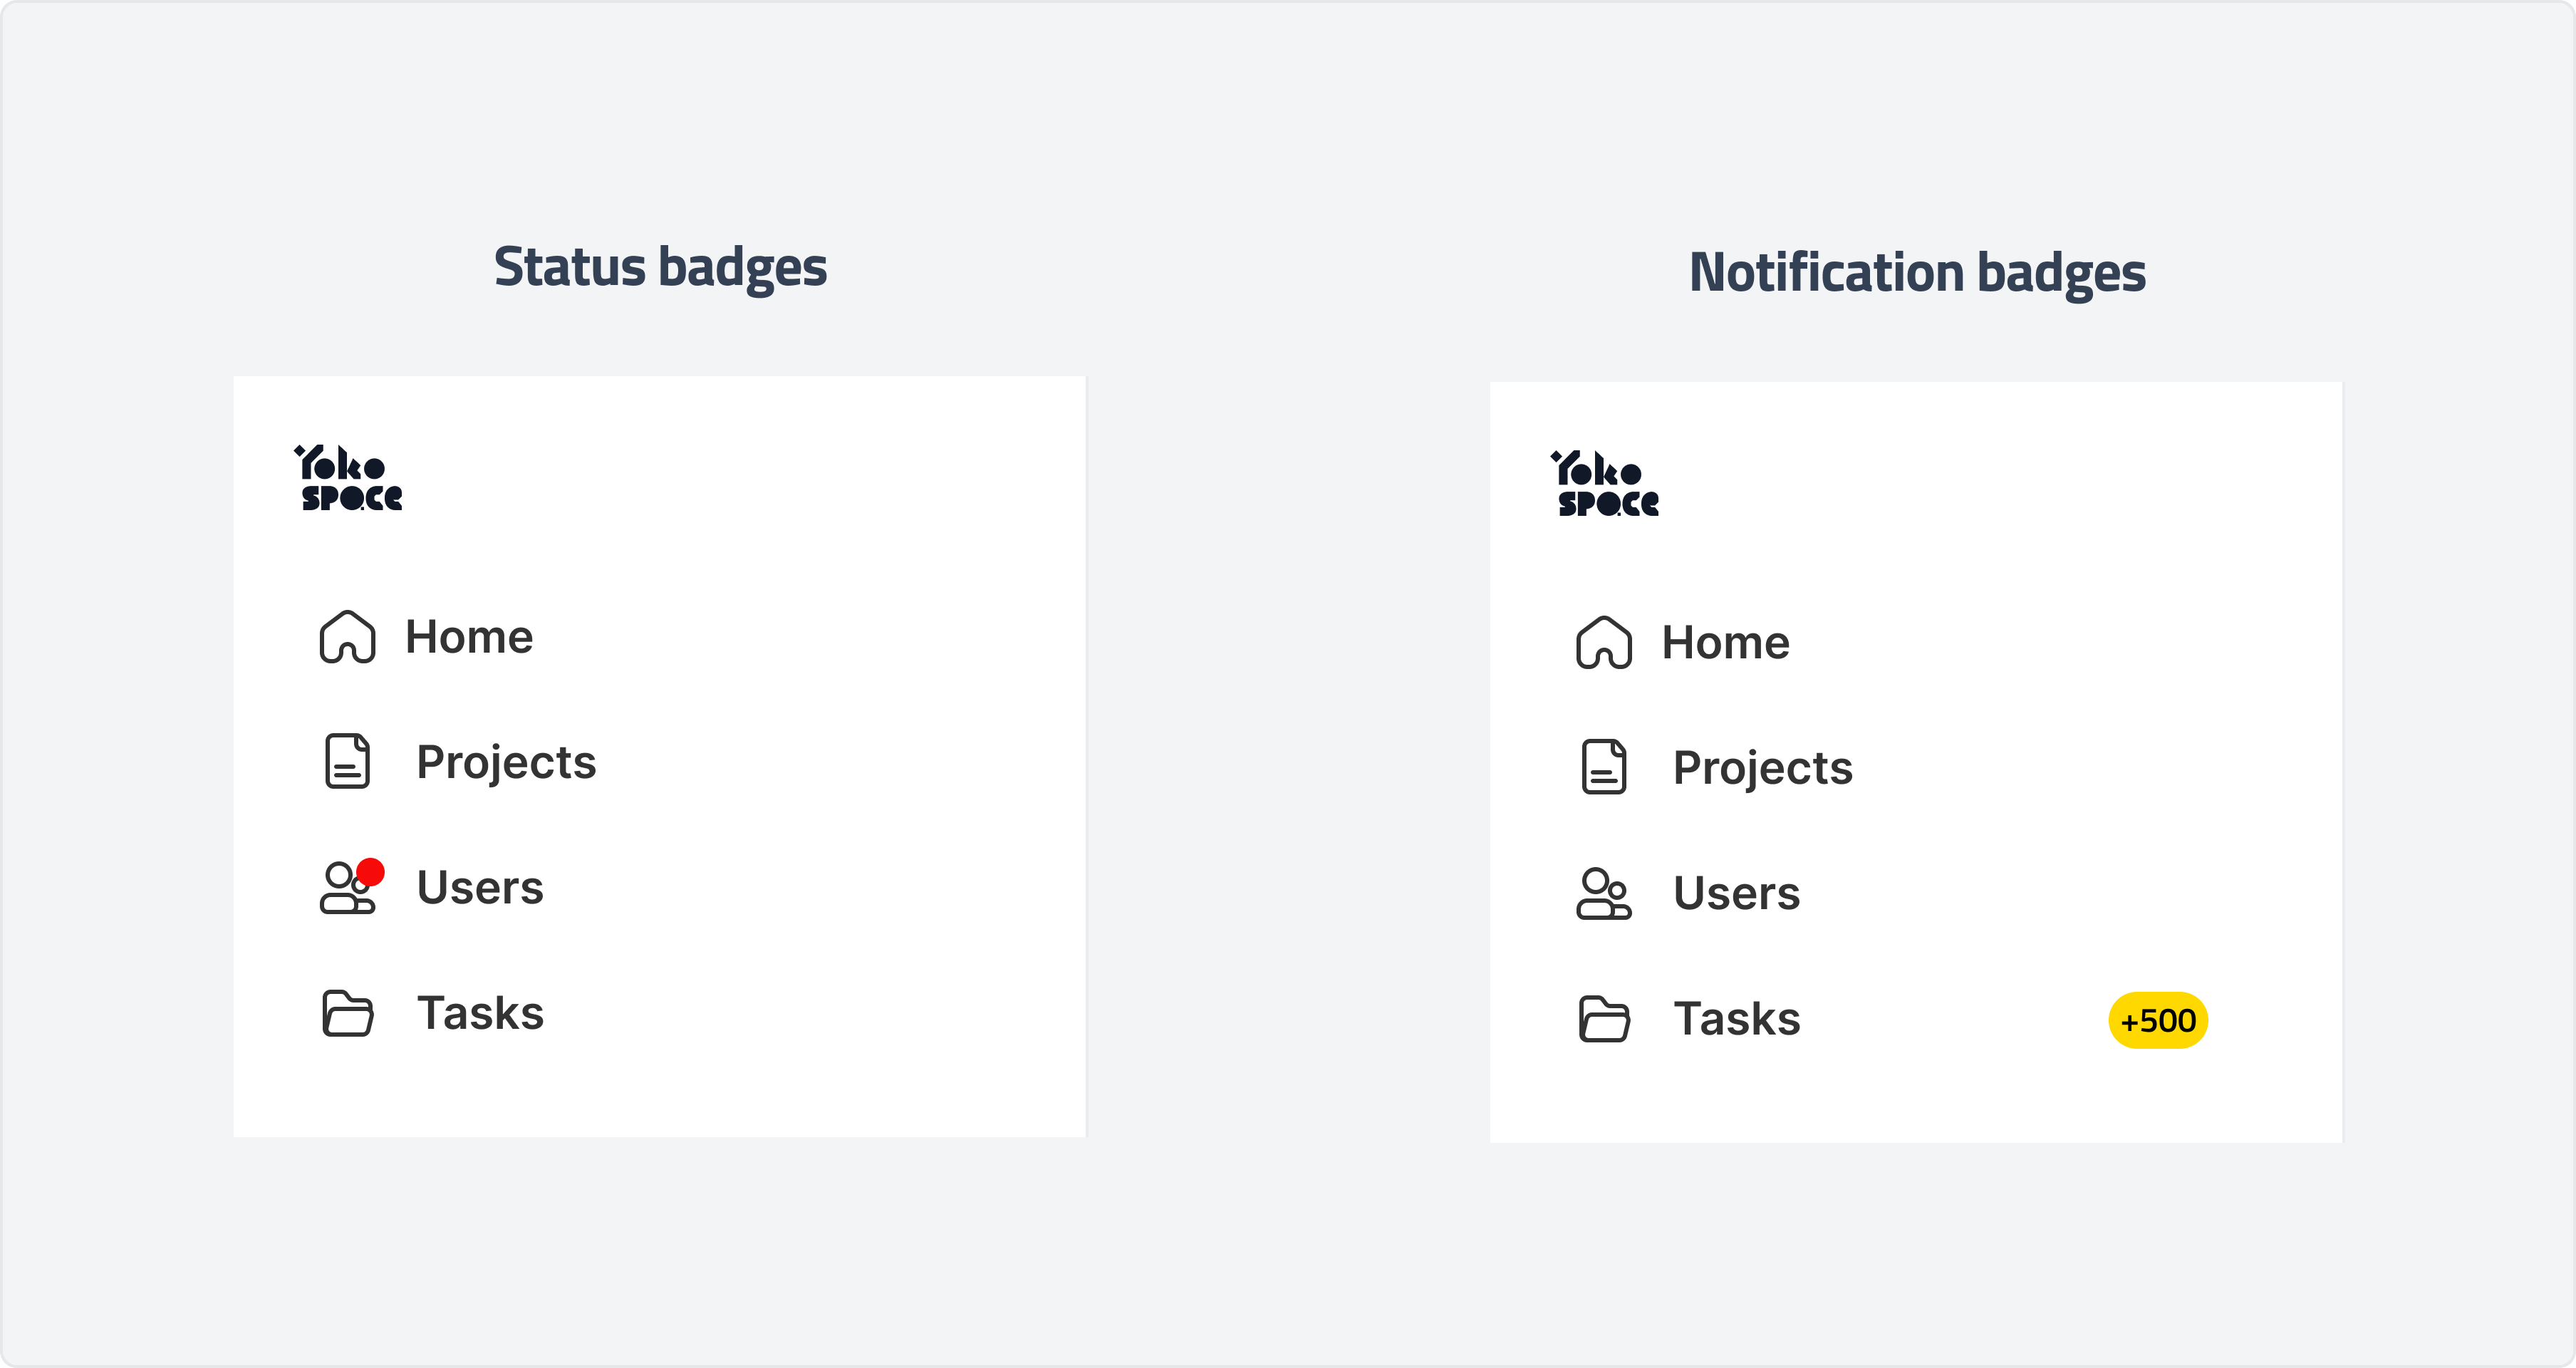 Status badges
Yoko
space
Home
Projects
Users
Tasks
Notification badges
Yoko
space
Home
Projects
Users
Tasks
+500